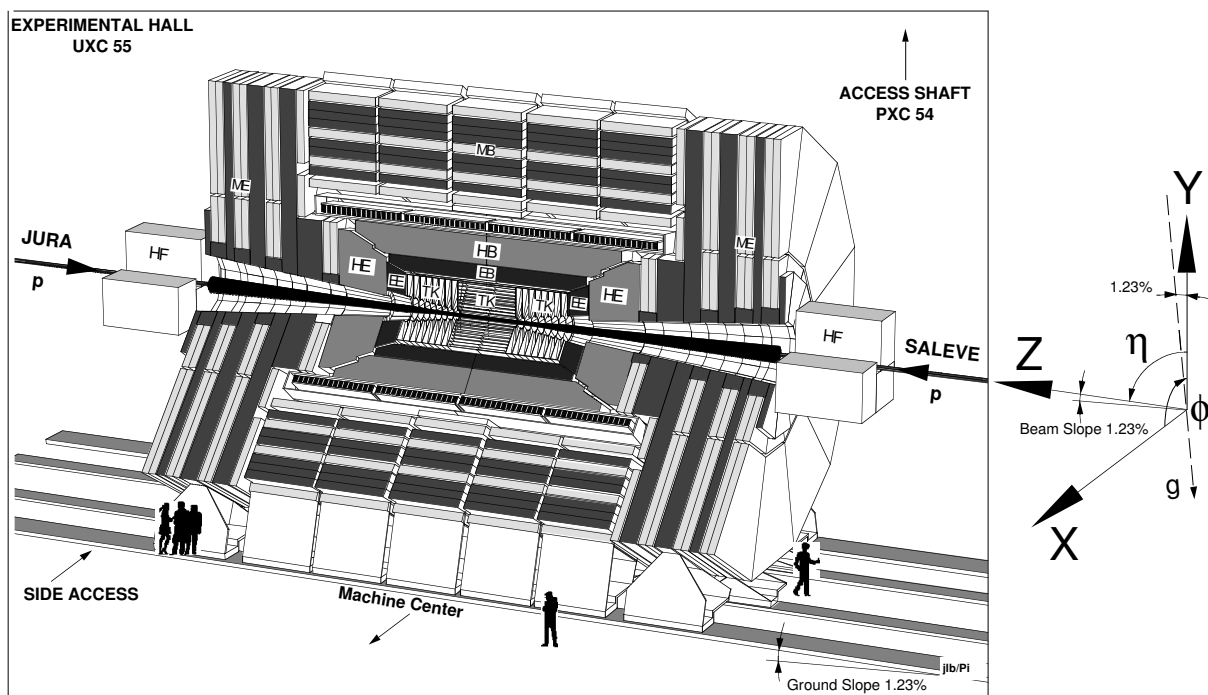 EXPERIMENTAL HALL
UXC 55
ACCESS SHAFT
PXC 54
MB
ME
ME
Y
JURA
p
HF
HB
HE
EB
EE
TK
TK
TK
EE
HE
1.23%
HF
SALEVE
p
Z
η
ϕ
Beam Slope 1.23%
g
X
SIDE ACCESS
Machine Center
jlb/Pi
Ground Slope 1.23%